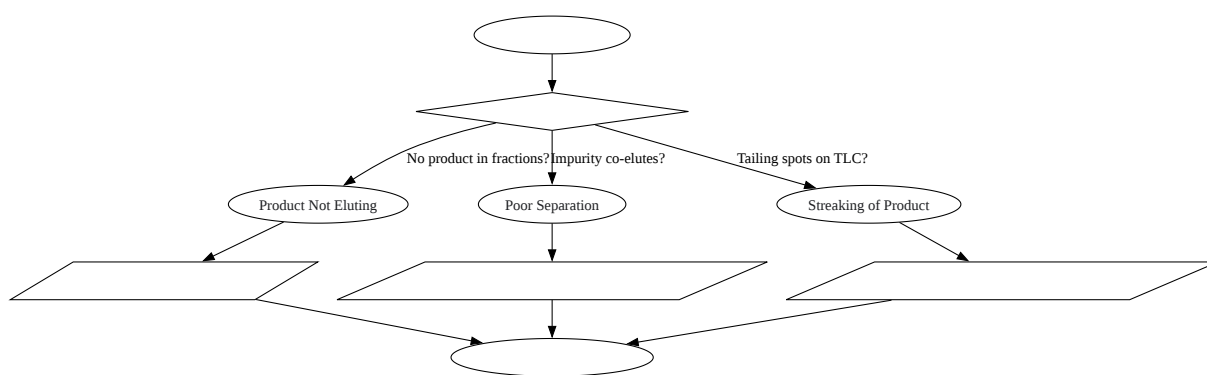 No product in fractions?
Impurity co-elutes?
Tailing spots on TLC?
Product Not Eluting
Poor Separation
Streaking of Product